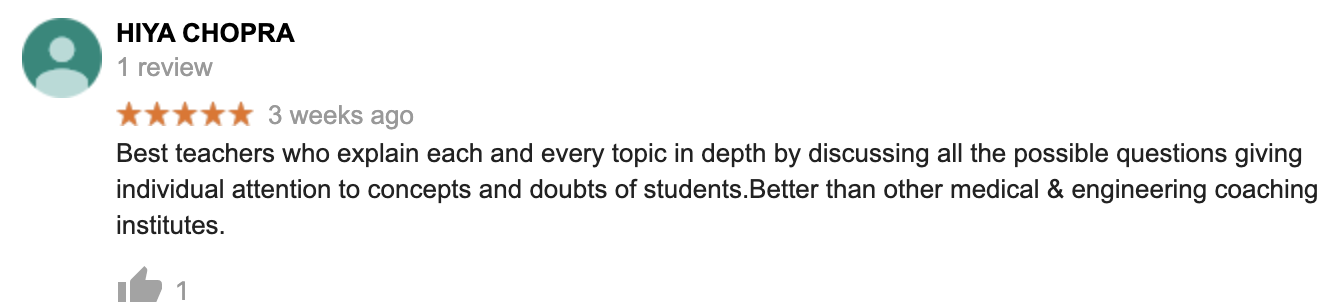 HIYA CHOPRA
1 review
3 weeks ago
Best teachers who explain each and every topic in depth by discussing all the possible questions giving
individual attention to concepts and doubts of students.Better than other medical & engineering coaching
institutes.
1